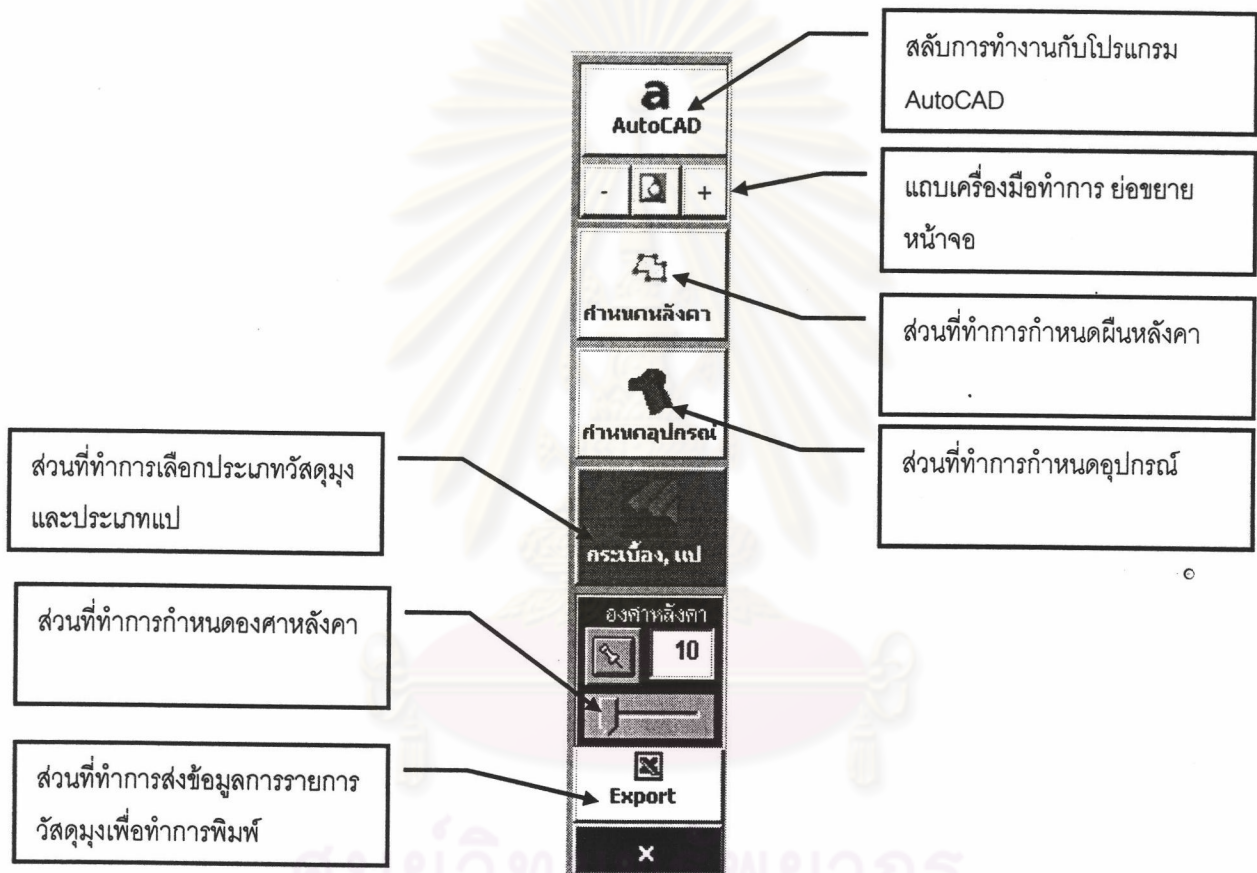 สลับการทำงานกับโปรแกรม
AutoCAD
a
AutoCAD
แถบเครื่องมือทำการ ย่อขยาย
หน้าจอ
- +
ส่วนที่ทำการกำหนดผืนหลังคา
กำหนดหลังคา
ส่วนที่ทำการกำหนดอุปกรณ์
กำหนดอุปกรณ์
ส่วนที่ทำการเลือกประเภทวัสดุมุง
และประเภทแป
กระเบื้อง, แป
ส่วนที่ทำการกำหนดองศาหลังคา
องศาหลังคา
10
ส่วนที่ทำการส่งข้อมูลการรายการ
วัสดุมุงเพื่อทำการพิมพ์
Export
x